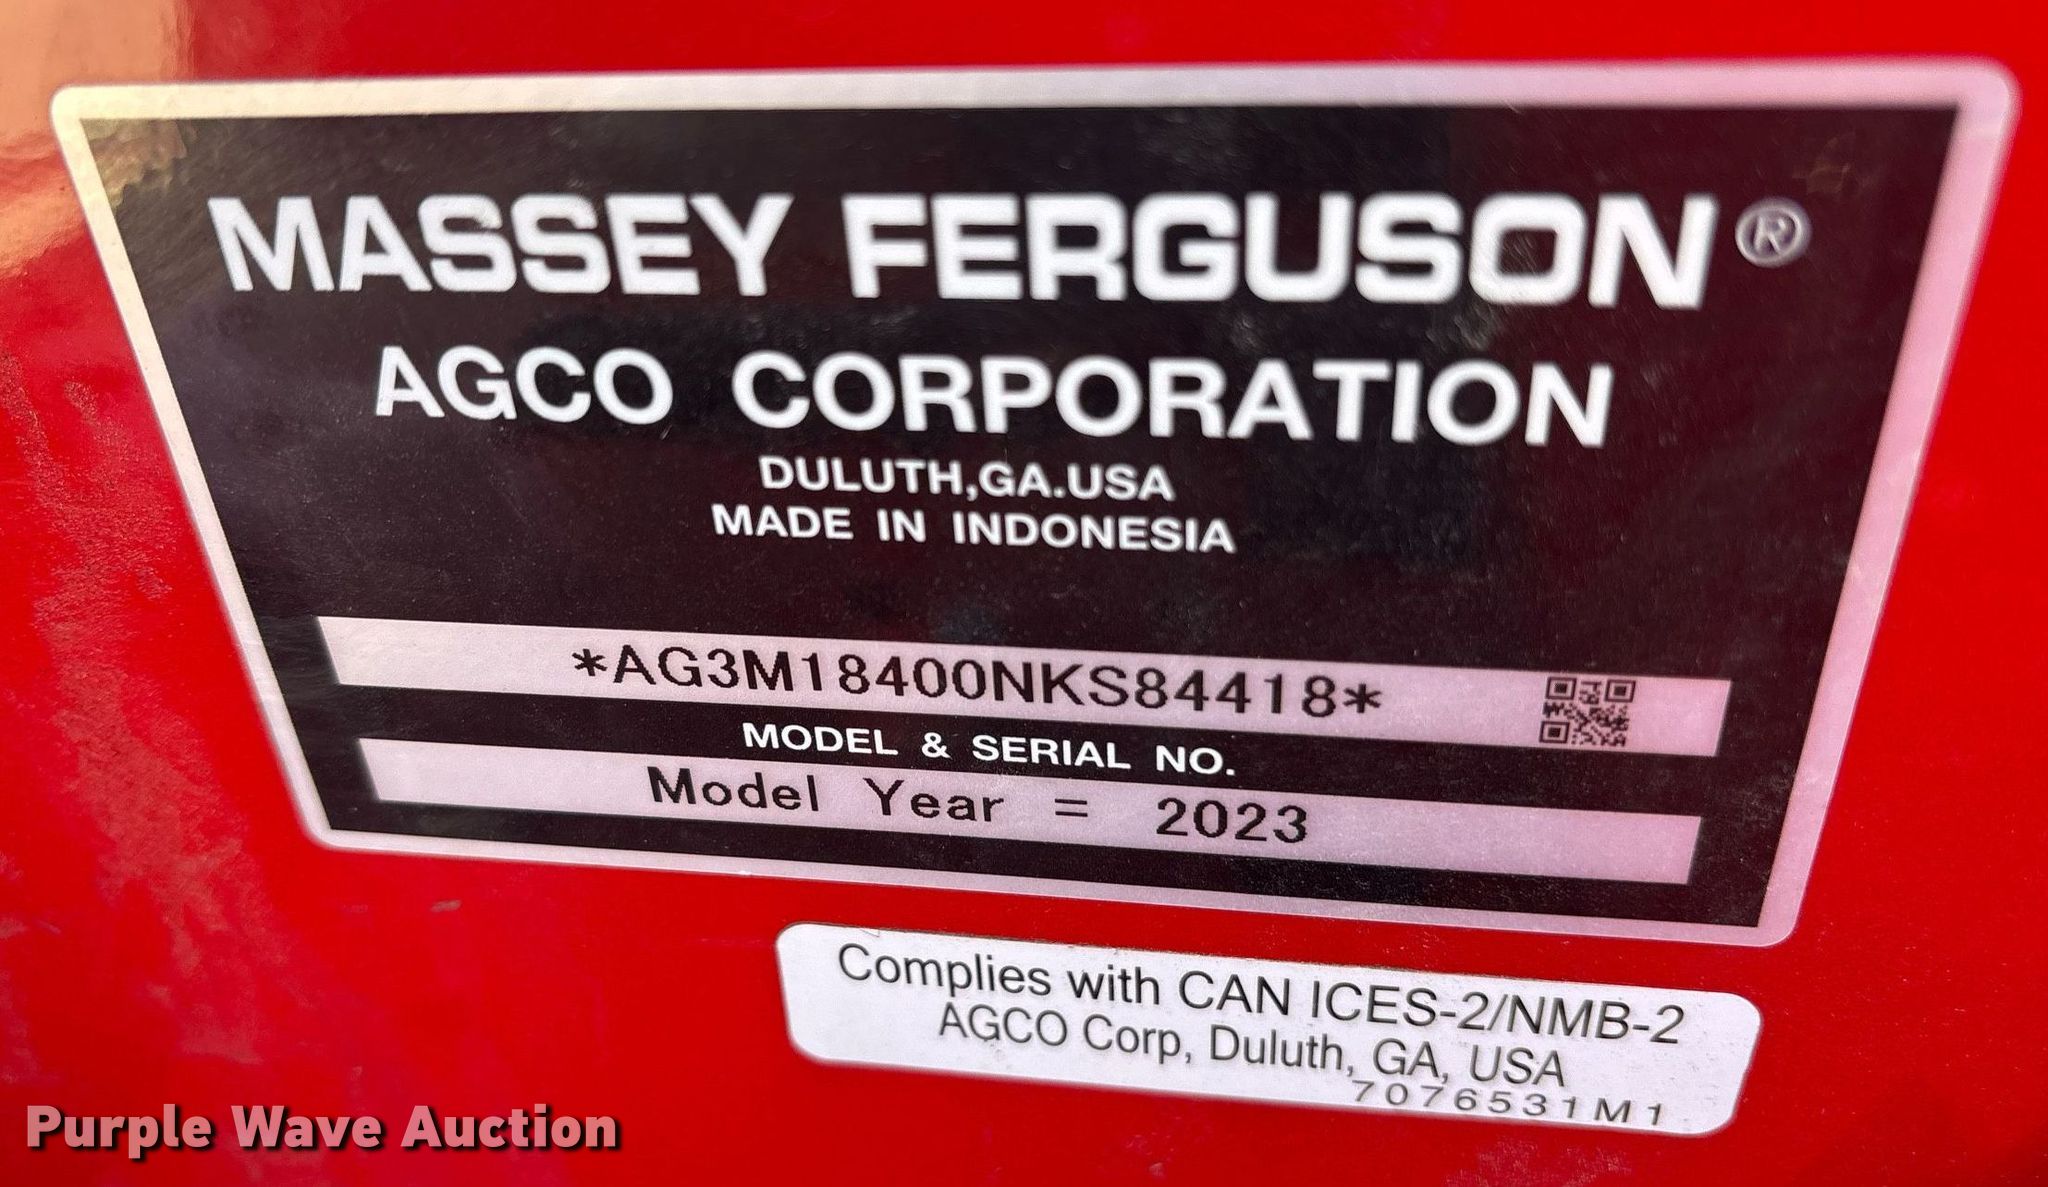 MASSEY FERGUSON®
AGCO CORPORATION
DULUTH,GA.USA
MADE IN INDONESIA
*AG3M18400NKS84418*
MODEL & SERIAL NO.
Model Year = 2023
Complies with CAN ICES-2/NMB-2
AGCO Corp, Duluth, GA, USA
7076531M1
Purple Wave Auction